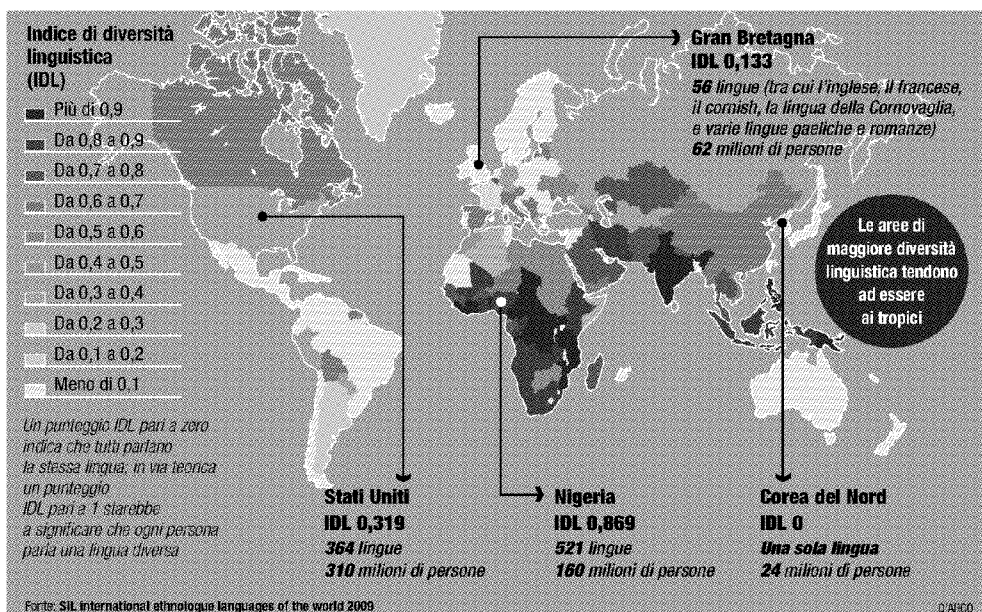 Indice di diversità
linguistica
(IDL)
Più di 0,9
Da 0,8 a 0,9
Da 0,7 a 0,8
Da 0,6 a 0,7
Da 0,5 a 0,6
Da 0,4 a 0,5
Da 0,3 a 0,4
Da 0,2 a 0,3
Da 0,1 a 0,2
Meno di 0,1
Un punteggio IDL pari a zero
indica che tutti parlano
la stessa lingua, in via teorica
un punteggio
IDL pari a 1 starebbe
a significare che ogni persona
parla una lingua diversa
Gran Bretagna
IDL 0,133
56 lingue (tra cui l'inglese, il francese,
il cornish, la lingua della Cornovaglia,
e varie lingue gaeliche e romanze)
62 milioni di persone
Le aree di
maggiore diversità
linguistica tendono
ad essere
ai tropici
Stati Uniti
IDL 0,319
364 lingue
310 milioni di persone
Nigeria
IDL 0,869
521 lingue
160 milioni di persone
Corea del Nord
IDL 0
Una sola lingua
24 milioni di persone
Fonte: SIL international ethnologue languages of the world 2009
D'ARCO